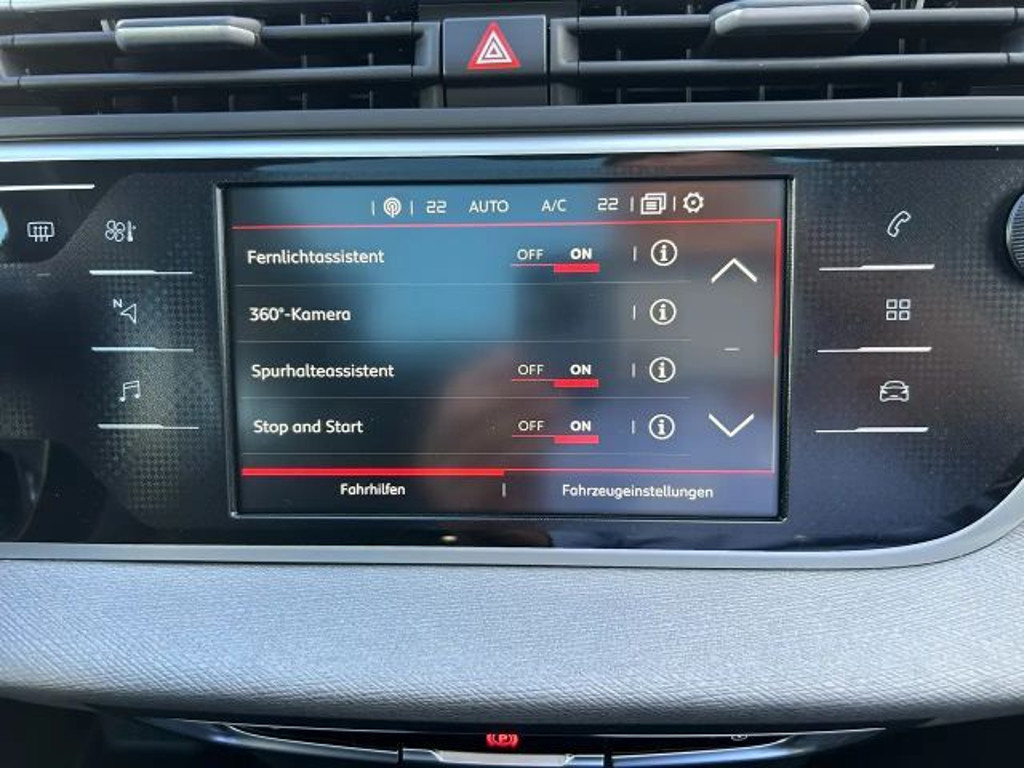 22 AUTO A/C 22
Fernlichtassistent OFF ON
360°-Kamera
Spurhalteassistent OFF ON
Stop and Start OFF ON
Fahrhilfen | Fahrzeugeinstellungen
N
P